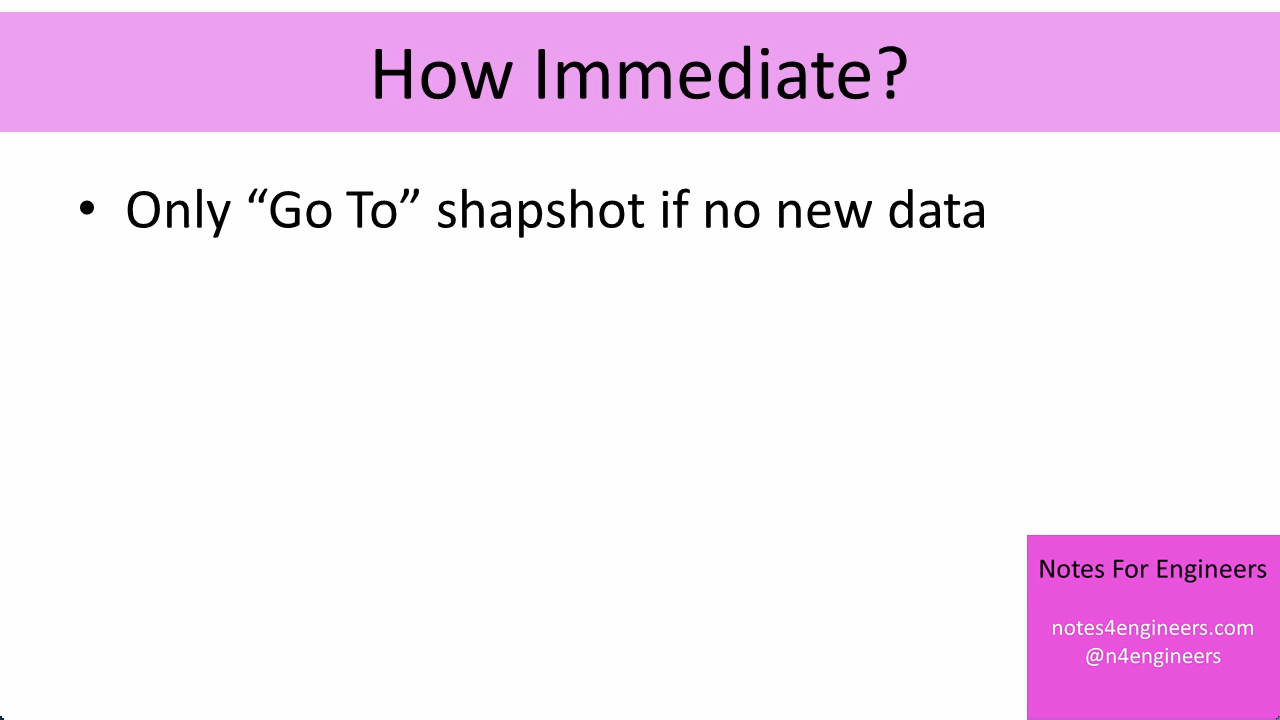 How Immediate?
• Only “Go To” shapshot if no new data
Notes For Engineers
notes4engineers.com
@n4engineers